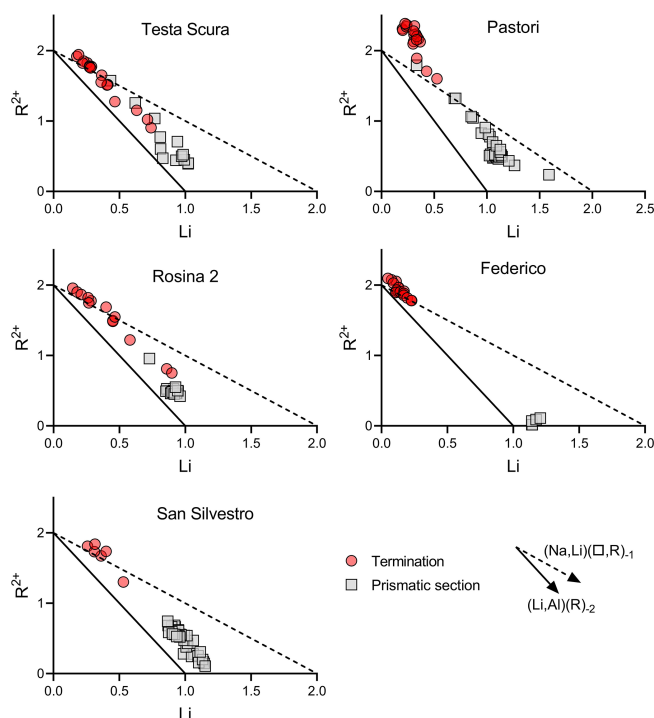 Testa Scura
R2+
2
1
0
0.0 0.5 1.0 1.5 2.0
Li
Pastori
R2+
2
1
0
0.0 0.5 1.0 1.5 2.0 2.5
Li
Rosina 2
R2+
2
1
0
0.0 0.5 1.0 1.5 2.0
Li
Federico
R2+
2
1
0
0.0 0.5 1.0 1.5 2.0
Li
San Silvestro
R2+
2
1
0
0.0 0.5 1.0 1.5 2.0
Li
Termination
Prismatic section
(Na,Li)(□,R)-1
(Li,Al)(R)-2